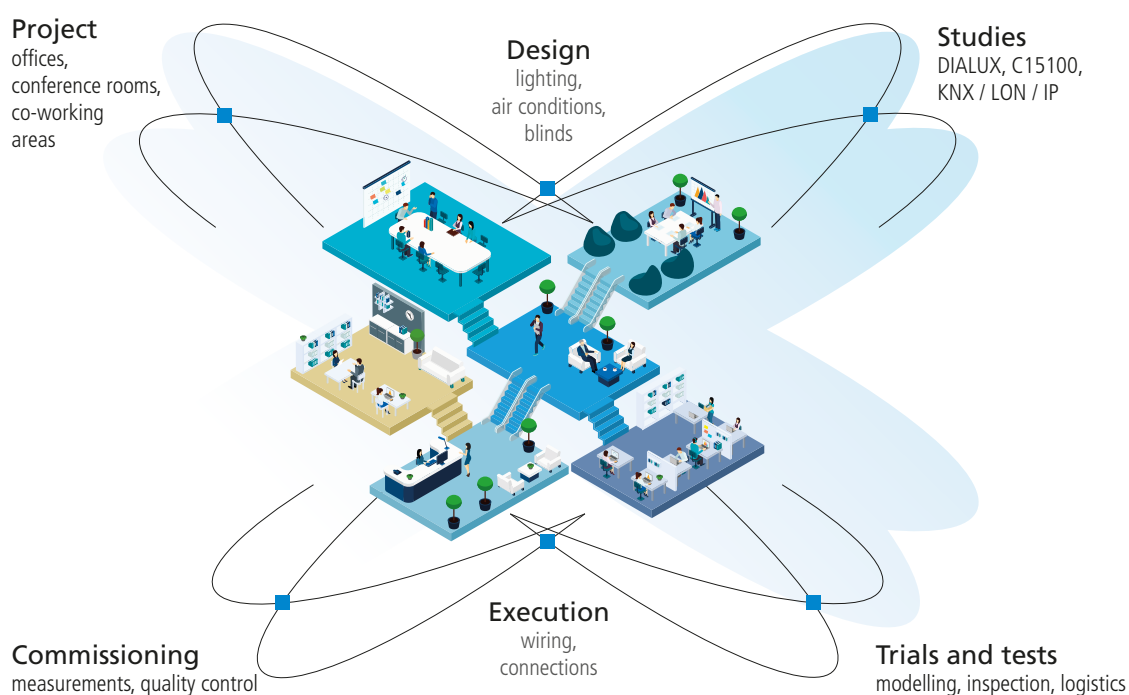 Project
offices,
conference rooms,
co-working
areas
Design
lighting,
air conditions,
blinds
Studies
DIALUX, C15100,
KNX / LON / IP
Commissioning
measurements, quality control
Execution
wiring,
connections
Trials and tests
modelling, inspection, logistics